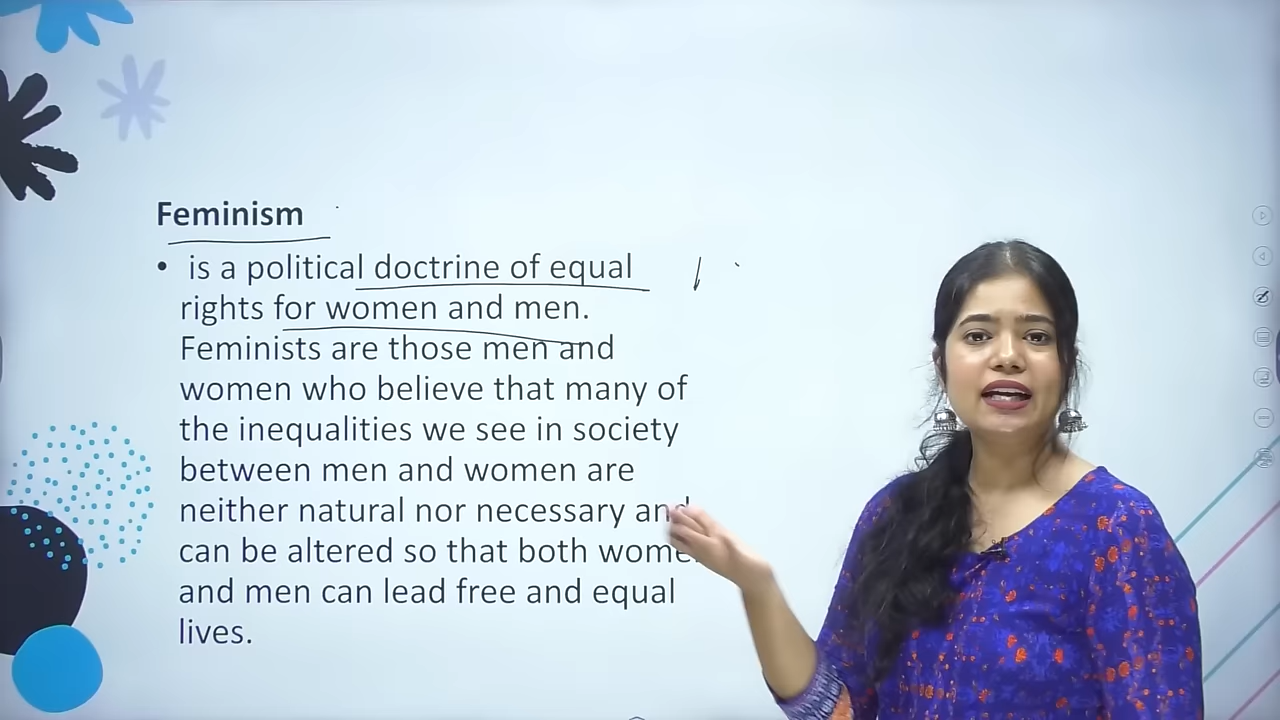 Feminism
• is a political doctrine of equal
rights for women and men.
Feminists are those men and
women who believe that many of
the inequalities we see in society
between men and women are
neither natural nor necessary and
can be altered so that both women
and men can lead free and equal
lives.